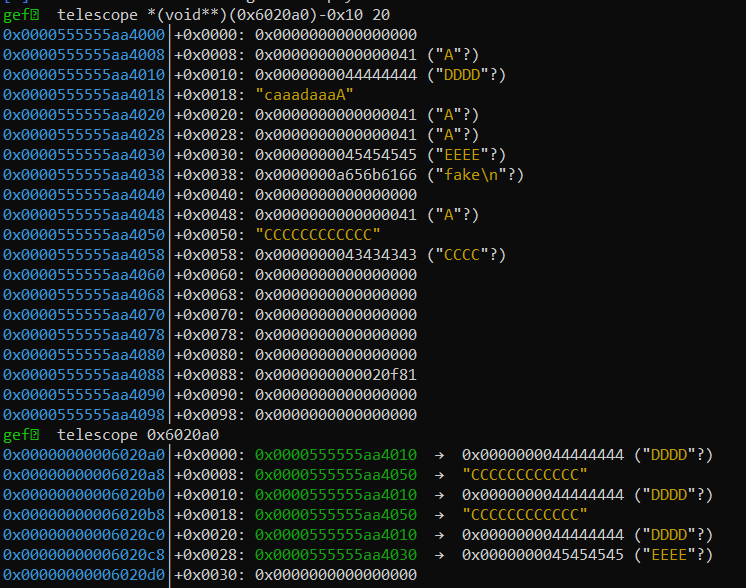 gef  telescope *(void**)(0x6020a0)-0x10 20
0x0000555555aa4000│+0x0000: 0x0000000000000000
0x0000555555aa4008│+0x0008: 0x0000000000000041 ("A"?)
0x0000555555aa4010│+0x0010: 0x0000000044444444 ("DDDD"?)
0x0000555555aa4018│+0x0018: "caaadaaaA"
0x0000555555aa4020│+0x0020: 0x0000000000000041 ("A"?)
0x0000555555aa4028│+0x0028: 0x0000000000000041 ("A"?)
0x0000555555aa4030│+0x0030: 0x0000000045454545 ("EEEE"?)
0x0000555555aa4038│+0x0038: 0x0000000a656b6166 ("fake\n"?)
0x0000555555aa4040│+0x0040: 0x0000000000000000
0x0000555555aa4048│+0x0048: 0x0000000000000041 ("A"?)
0x0000555555aa4050│+0x0050: "CCCCCCCCCCCC"
0x0000555555aa4058│+0x0058: 0x0000000043434343 ("CCCC"?)
0x0000555555aa4060│+0x0060: 0x0000000000000000
0x0000555555aa4068│+0x0068: 0x0000000000000000
0x0000555555aa4070│+0x0070: 0x0000000000000000
0x0000555555aa4078│+0x0078: 0x0000000000000000
0x0000555555aa4080│+0x0080: 0x0000000000000000
0x0000555555aa4088│+0x0088: 0x0000000000020f81
0x0000555555aa4090│+0x0090: 0x0000000000000000
0x0000555555aa4098│+0x0098: 0x0000000000000000
gef  telescope 0x6020a0
0x00000000006020a0│+0x0000: 0x0000555555aa4010  →  0x0000000044444444 ("DDDD"?)
0x00000000006020a8│+0x0008: 0x0000555555aa4050  →  "CCCCCCCCCCCC"
0x00000000006020b0│+0x0010: 0x0000555555aa4010  →  0x0000000044444444 ("DDDD"?)
0x00000000006020b8│+0x0018: 0x0000555555aa4050  →  "CCCCCCCCCCCC"
0x00000000006020c0│+0x0020: 0x0000555555aa4010  →  0x0000000044444444 ("DDDD"?)
0x00000000006020c8│+0x0028: 0x0000555555aa4030  →  0x0000000045454545 ("EEEE"?)
0x00000000006020d0│+0x0030: 0x0000000000000000